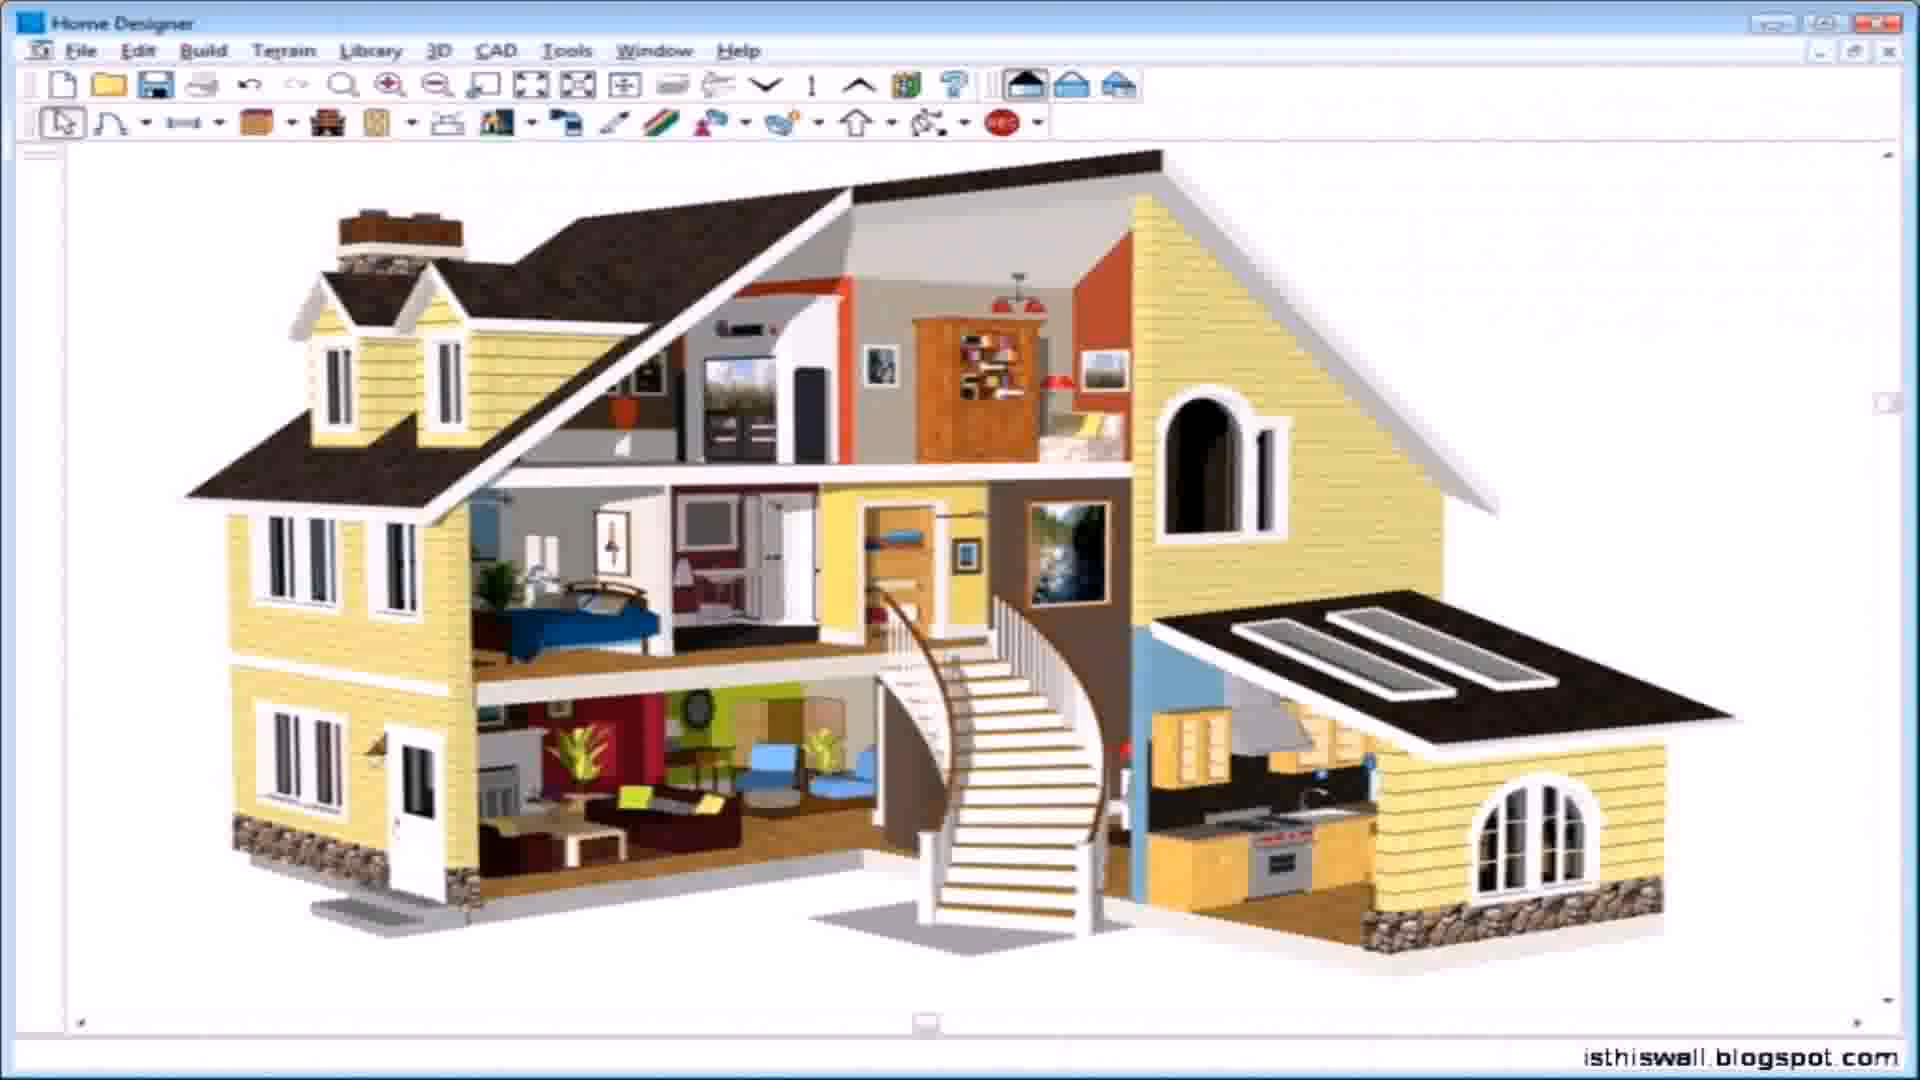 Home Designer
File Edit Build Terrain Library 3D CAD Tools Window Help
isthiswall.blogspot.com